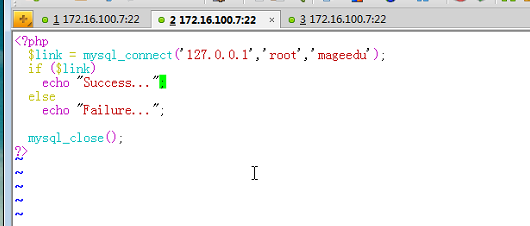 1 172.16.100.7:22 2 172.16.100.7:22 3 172.16.100.7:22
<?php
$link = mysql_connect('127.0.0.1','root','mageedu');
if ($link)
echo "Success...";
else
echo "Failure...";
mysql_close();
?>
~
~
~
~
~